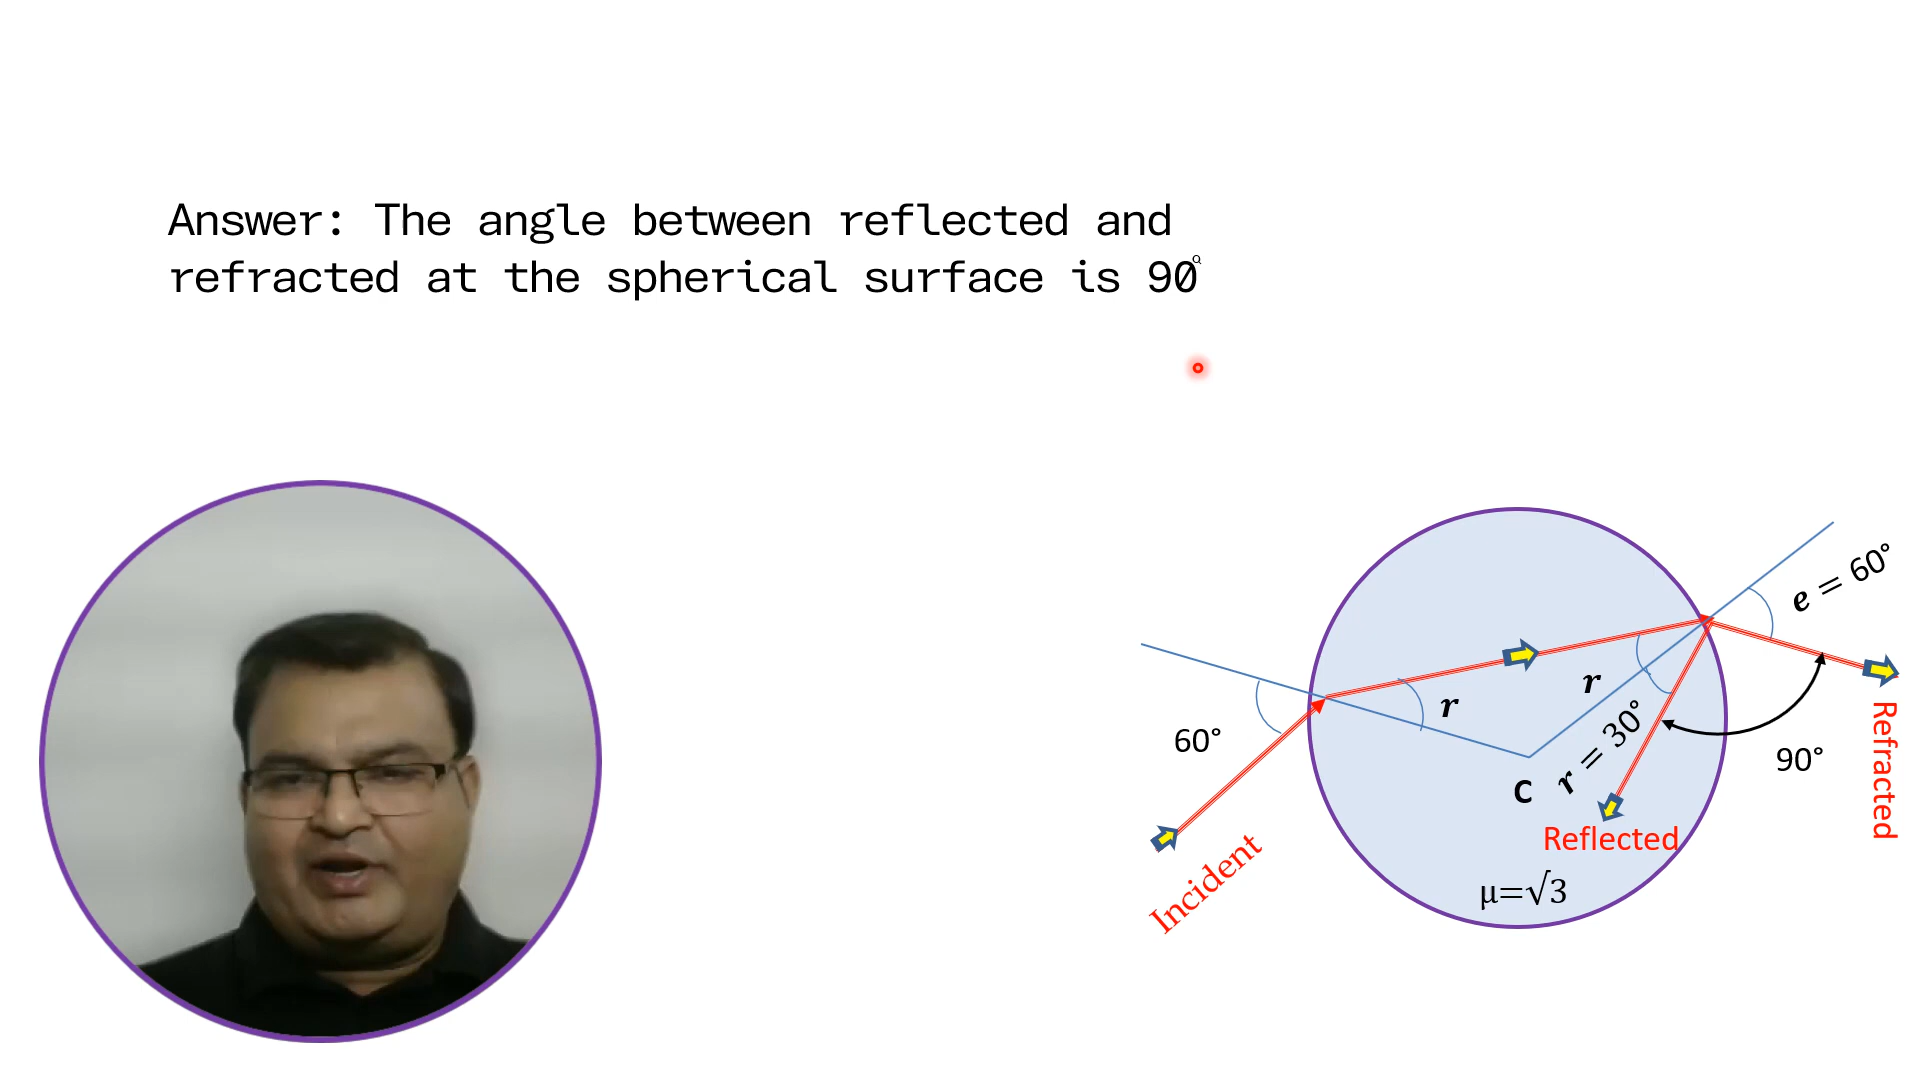 Answer: The angle between reflected and
refracted at the spherical surface is 90°
e = 60°
r
r
60°
r = 30°
90°
C
Refracted
Reflected
Incident
μ=√3